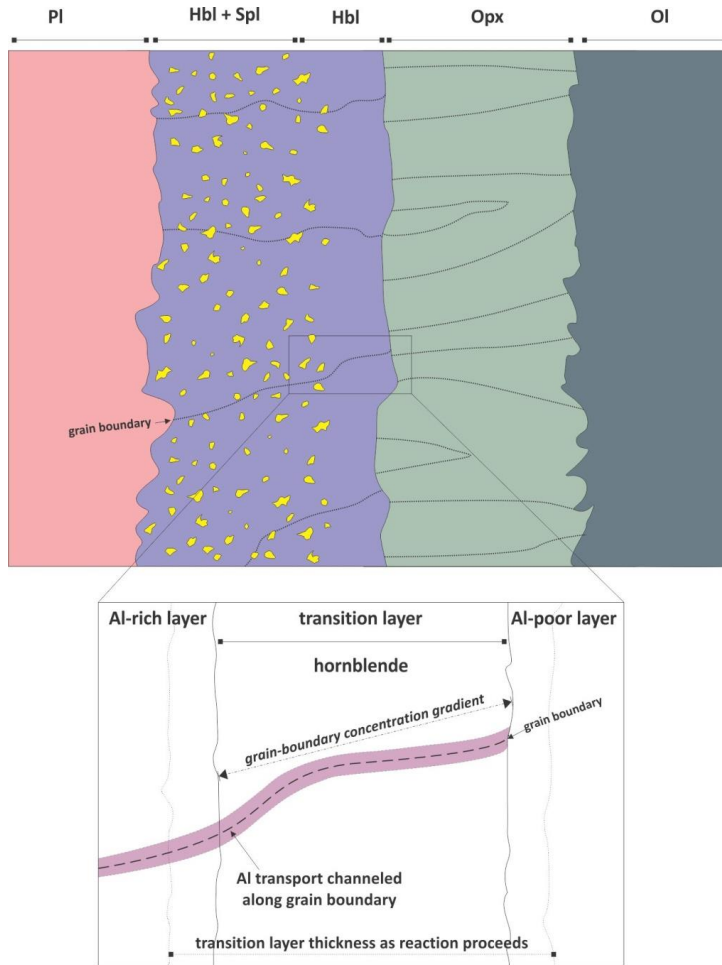 Pl Hbl + Spl Hbl Opx Ol
grain boundary
Al-rich layer transition layer Al-poor layer
hornblende
grain-boundary concentration gradient
grain boundary
Al transport channeled
along grain boundary
transition layer thickness as reaction proceeds